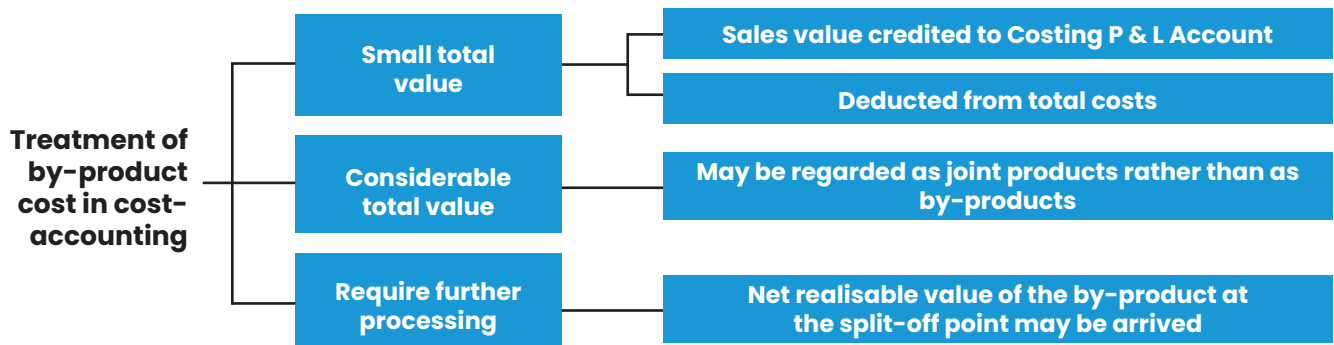 Treatment of
by-product
cost in cost-
accounting
Small total
value
Sales value credited to Costing P & L Account
Deducted from total costs
Considerable
total value
May be regarded as joint products rather than as
by-products
Require further
processing
Net realisable value of the by-product at
the split-off point may be arrived